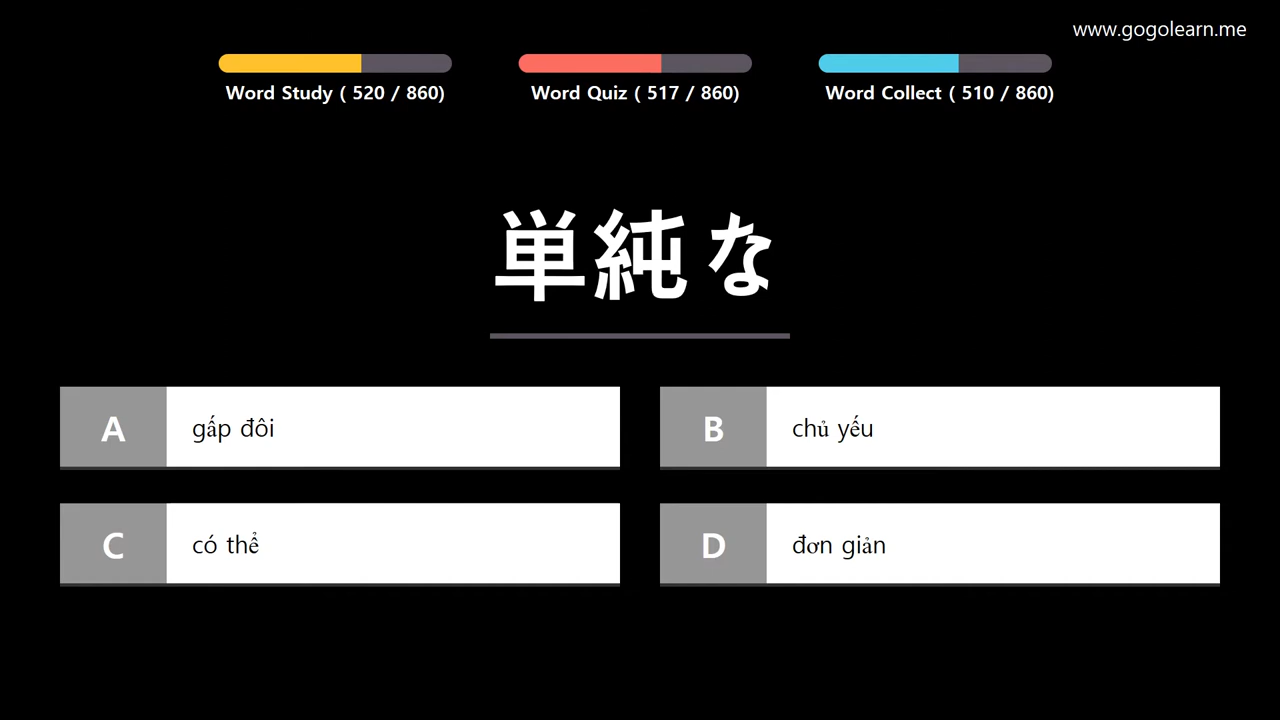 www.gogolearn.me
Word Study ( 520 / 860)
Word Quiz ( 517 / 860)
Word Collect ( 510 / 860)
単純な
A gấp đôi
B chủ yếu
C có thể
D đơn giản